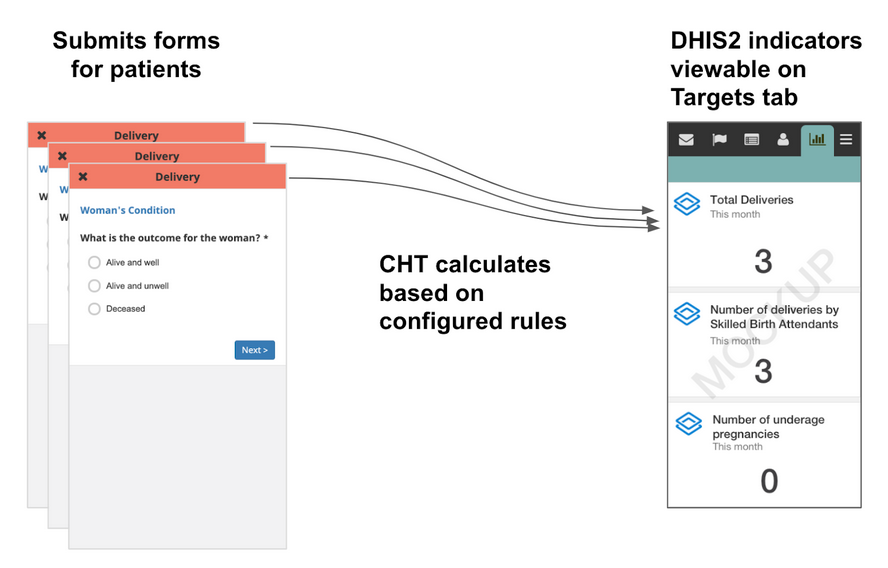 Submits forms
for patients
DHIS2 indicators
viewable on
Targets tab
Delivery
W
W
Delivery
W
W
Delivery
Woman's Condition
What is the outcome for the woman? *
Alive and well
Alive and unwell
Deceased
Next >
CHT calculates
based on
configured rules
Total Deliveries
This month
3
Number of deliveries by
Skilled Birth Attendants
This month
3
Number of underage
pregnancies
This month
0
MOCKUP